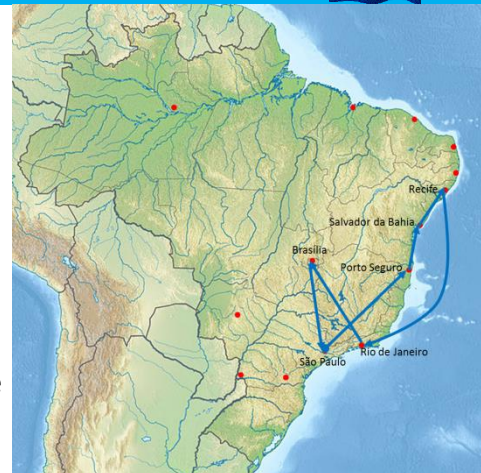 Recife
Salvador da Bahia
Brasília
Porto Seguro
São Paulo
Rio de Janeiro
e